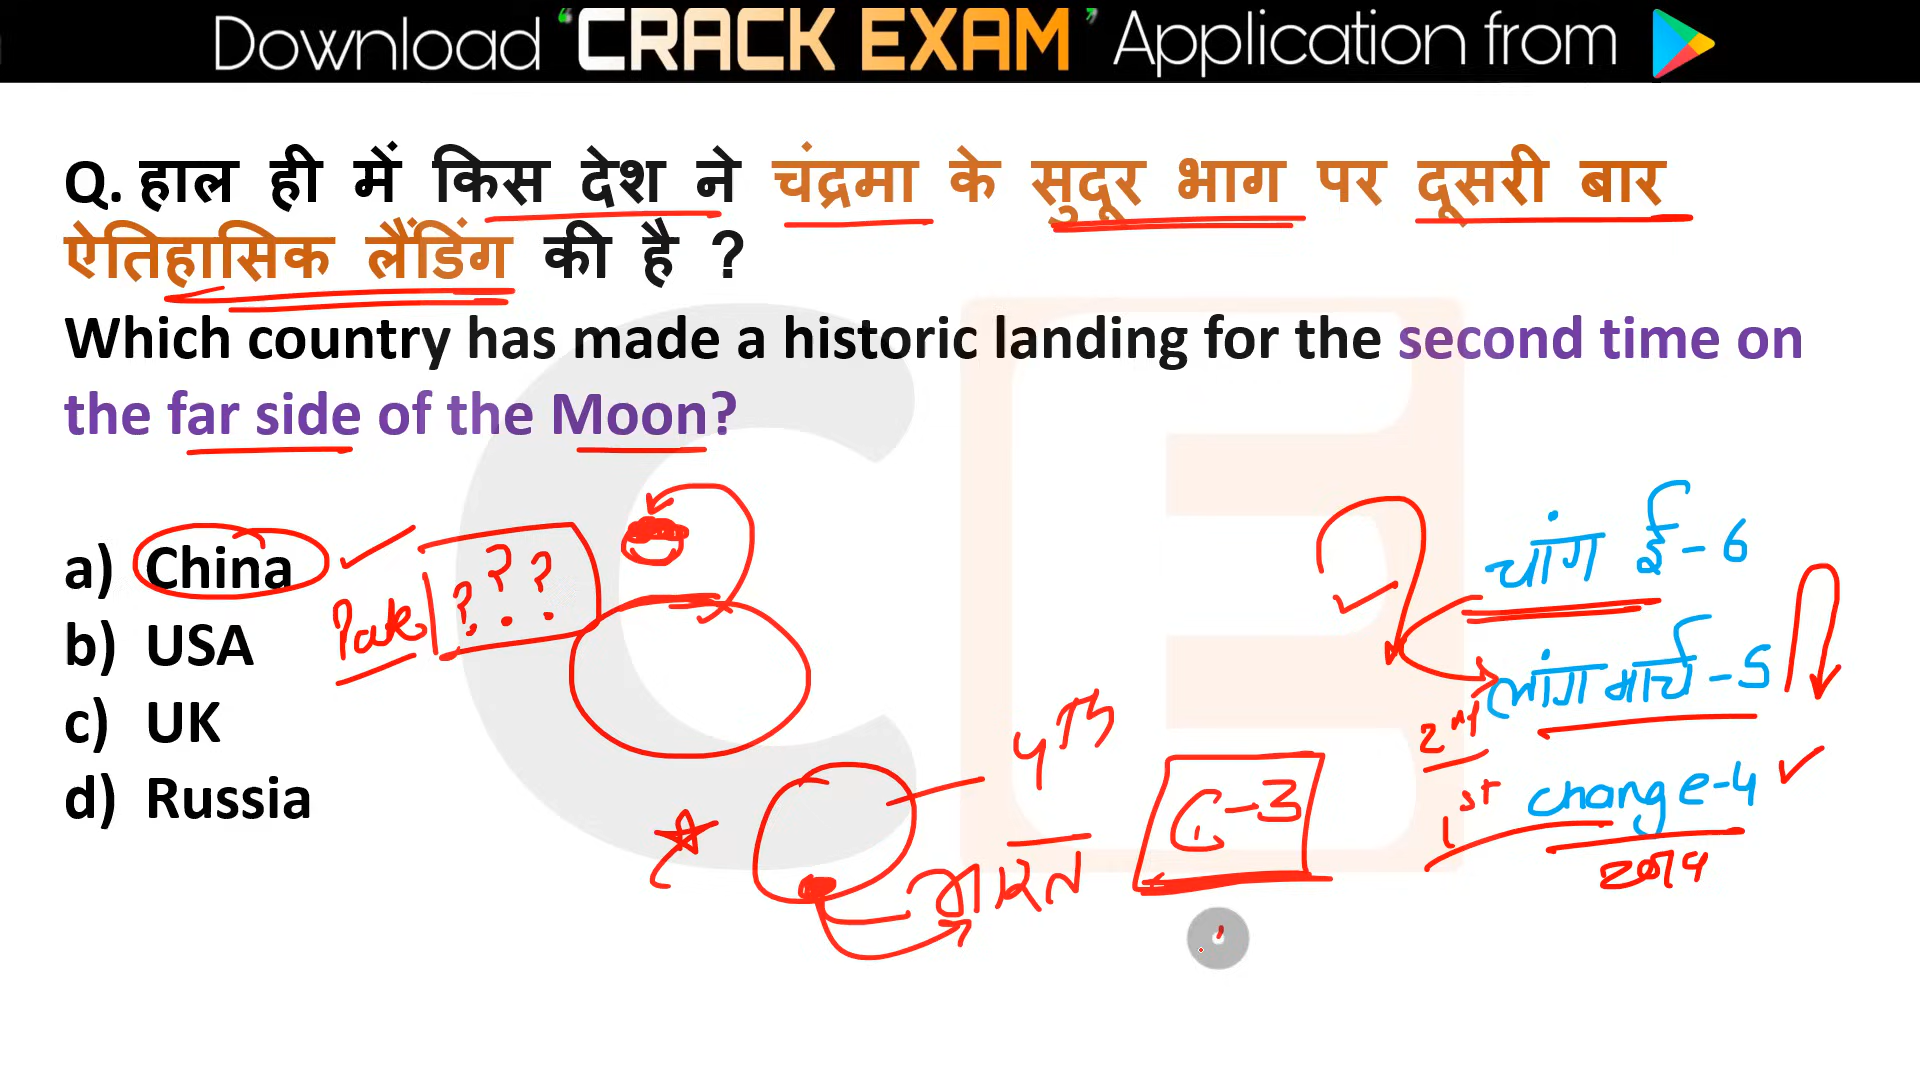 Download “CRACK EXAM” Application from
Q. हाल ही में किस देश ने चंद्रमा के सुदूर भाग पर दूसरी बार
ऐतिहासिक लैंडिंग की है ?
Which country has made a historic landing for the second time on
the far side of the Moon?
a) China
b) USA
c) UK
d) Russia
???
चांग ई-6
लांग मार्च-5
2nd
1st change-4
4th
C-3
भारत
CE